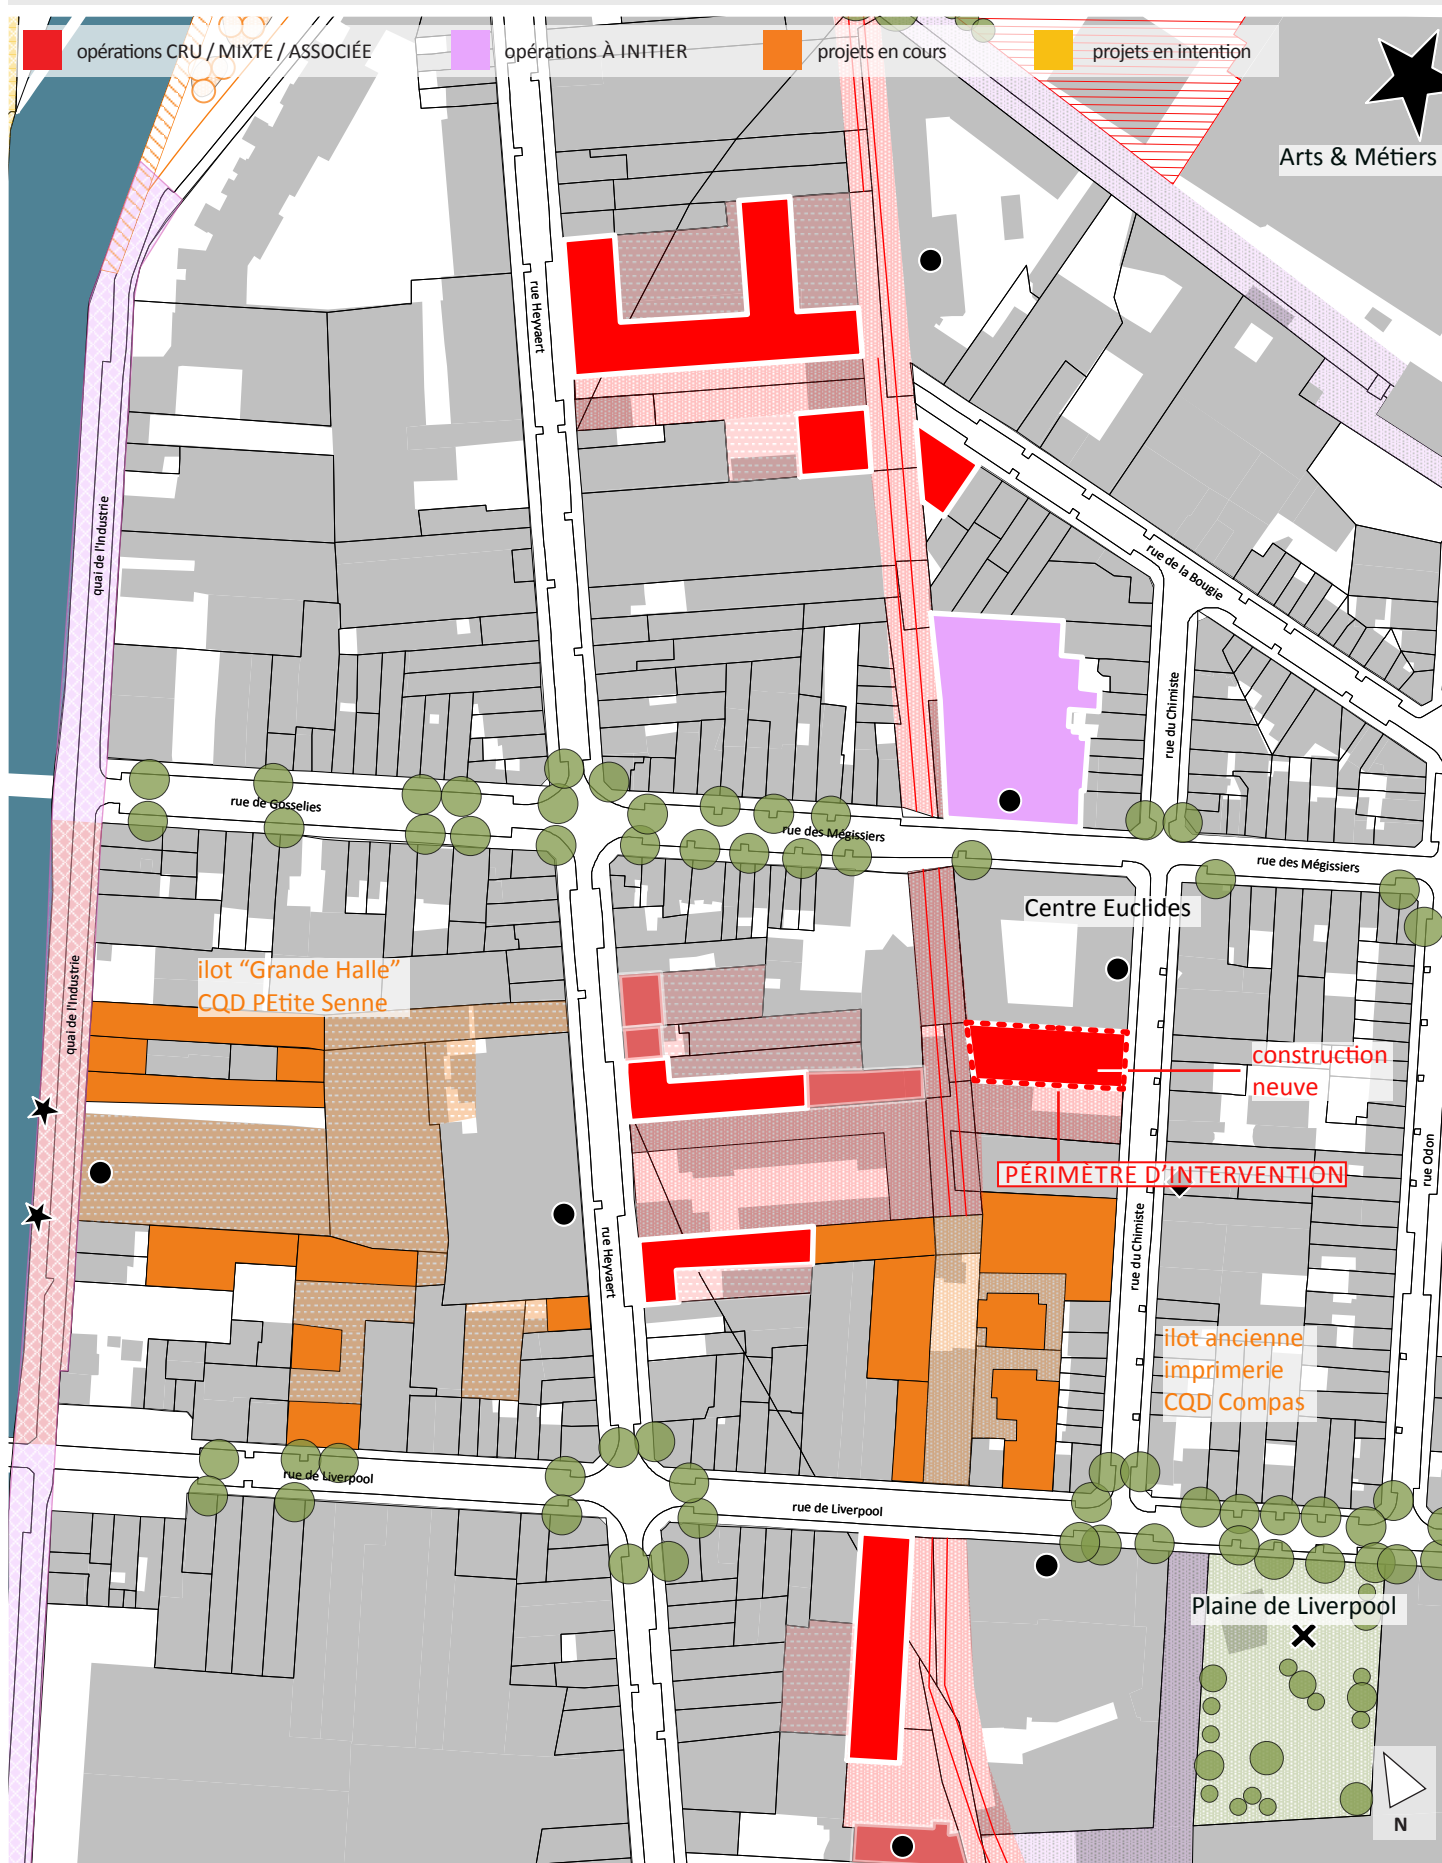 opérations CRU / MIXTE / ASSOCIÉE
opérations À INITIER
projets en cours
projets en intention
Arts & Métiers
rue Heyvaert
quai de l'Industrie
rue de la Bougie
rue du Chimiste
rue de Gosselies
rue des Mégissiers
rue des Mégissiers
Centre Euclides
ilot “Grande Halle”
CQD PEtite Senne
quai de l'Industrie
construction
neuve
PÉRIMÈTRE D'INTERVENTION
rue Odon
rue Heyvaert
rue du Chimiste
ilot ancienne
imprimerie
CQD Compas
rue de Liverpool
rue de Liverpool
Plaine de Liverpool
N